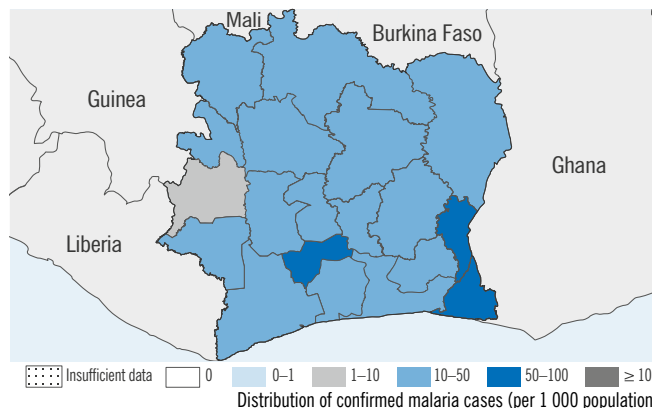 Mali
Burkina Faso
Guinea
Ghana
Liberia
Insufficient data 0 0–1 1–10 10–50 50–100 ≥ 10
Distribution of confirmed malaria cases (per 1 000 population